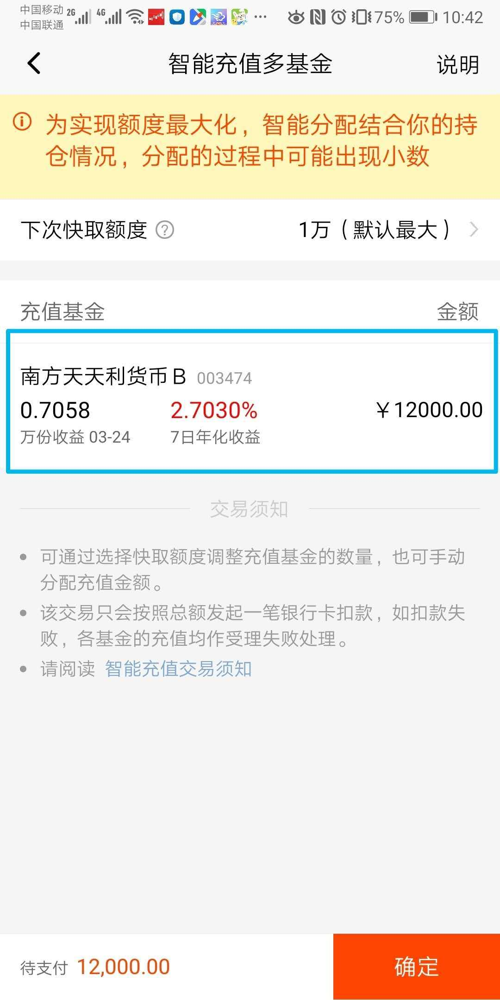 中国移动 2G 4G 75% 10:42
中国联通
智能充值多基金 说明
为实现额度最大化，智能分配结合你的持
仓情况，分配的过程中可能出现小数
下次快取额度 ? 1万（默认最大）
充值基金 金额
南方天天利货币B 003474
0.7058 2.7030% ￥12000.00
万份收益 03-24 7日年化收益
交易须知
可通过选择快取额度调整充值基金的数量，也可手动
分配充值金额。
该交易只会按照总额发起一笔银行卡扣款，如扣款失
败，各基金的充值均作受理失败处理。
请阅读 智能充值交易须知
待支付 12,000.00 确定